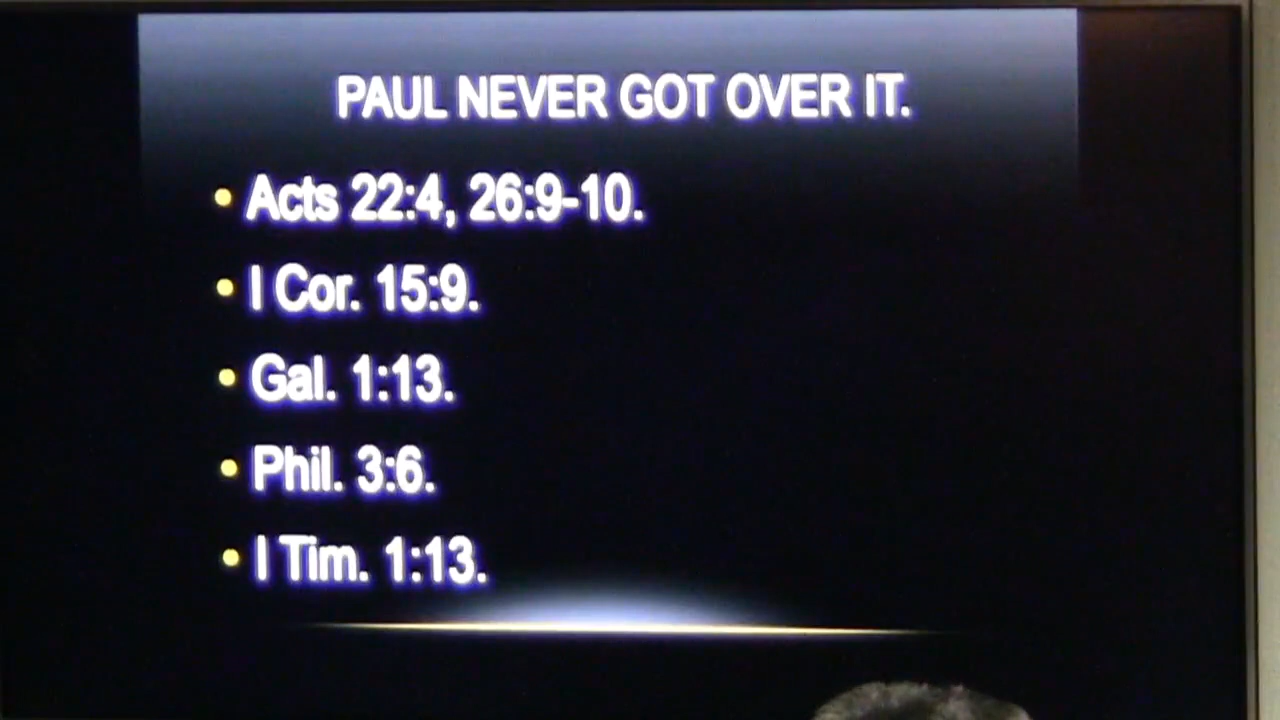 PAUL NEVER GOT OVER IT.
• Acts 22:4, 26:9-10.
• I Cor. 15:9.
• Gal. 1:13.
• Phil. 3:6.
• I Tim. 1:13.